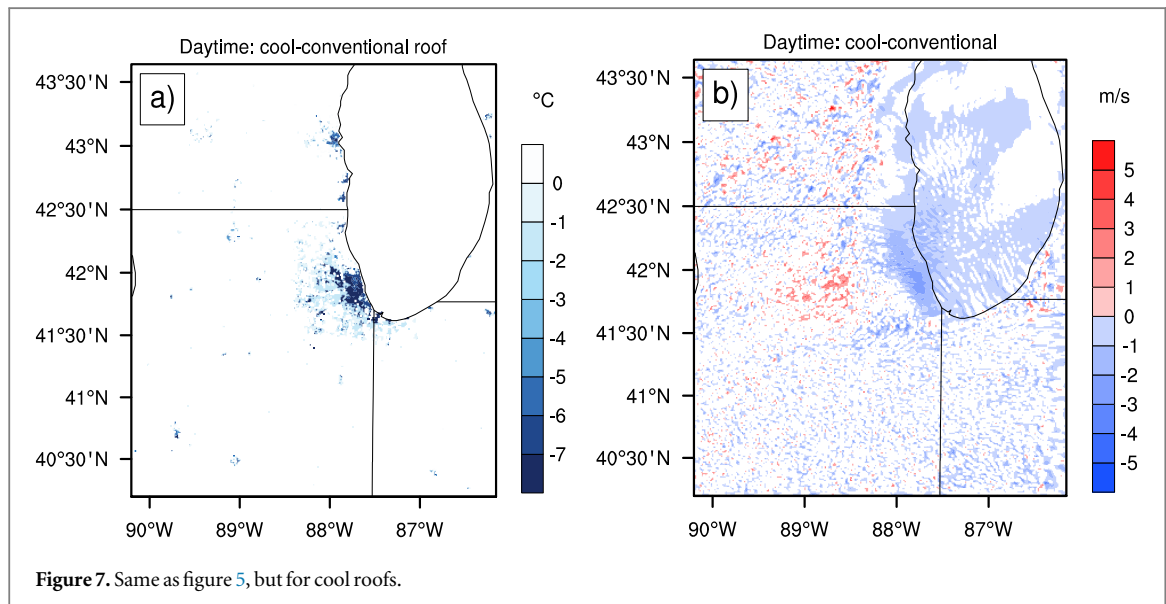 Daytime: cool-conventional roof
a)
43°30'N
43°N
42°30'N
42°N
41°30'N
41°N
40°30'N
90°W 89°W 88°W 87°W
°C
0
-1
-2
-3
-4
-5
-6
-7
Daytime: cool-conventional
b)
43°30'N
43°N
42°30'N
42°N
41°30'N
41°N
40°30'N
90°W 89°W 88°W 87°W
m/s
5
4
3
2
1
0
-1
-2
-3
-4
-5
Figure 7. Same as figure 5, but for cool roofs.